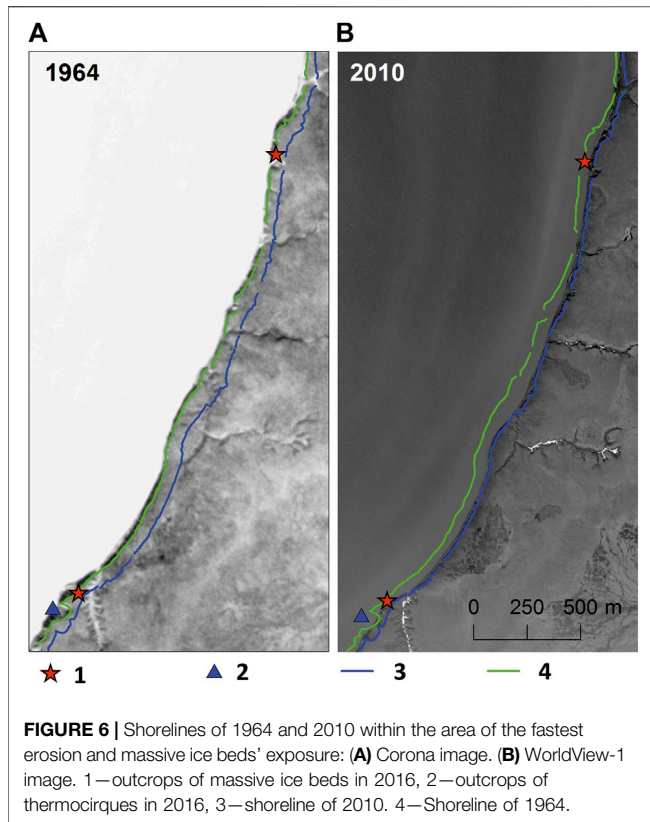 A
B
1964
2010
0 250 500 m
1
2
3
4
FIGURE 6 | Shorelines of 1964 and 2010 within the area of the fastest
erosion and massive ice beds’ exposure: (A) Corona image. (B) WorldView-1
image. 1—outcrops of massive ice beds in 2016, 2—outcrops of
thermocirques in 2016, 3—shoreline of 2010. 4—Shoreline of 1964.